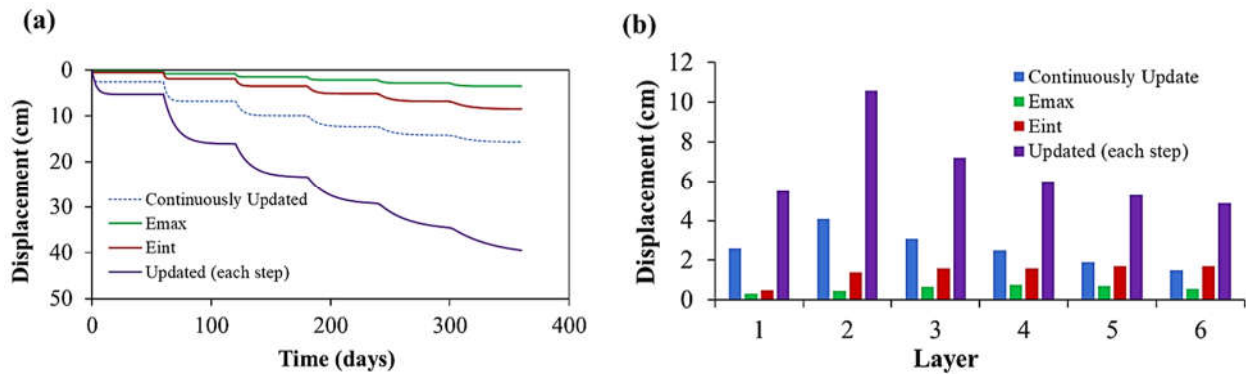 (a)
0
10
20
30
40
50
Displacement (cm)
Continuously Updated
Emax
Eint
Updated (each step)
0
100
200
300
400
Time (days)
(b)
12
10
8
6
4
2
0
Displacement (cm)
Continuously Update
Emax
Eint
Updated (each step)
1
2
3
4
5
6
Layer